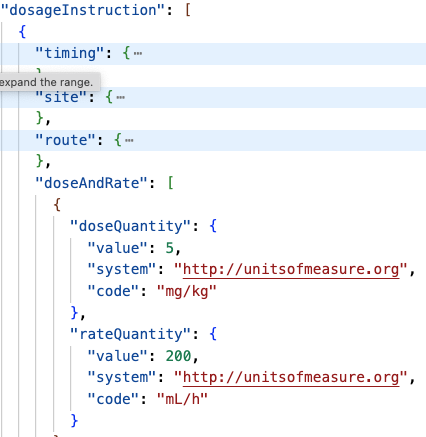 "dosageInstruction": [
{
"timing": {⋯
}
expand the range.
"site": {⋯
},
"route": {⋯
},
"doseAndRate": [
{
"doseQuantity": {
"value": 5,
"system": "http://unitsofmeasure.org",
"code": "mg/kg"
},
"rateQuantity": {
"value": 200,
"system": "http://unitsofmeasure.org",
"code": "mL/h"
}